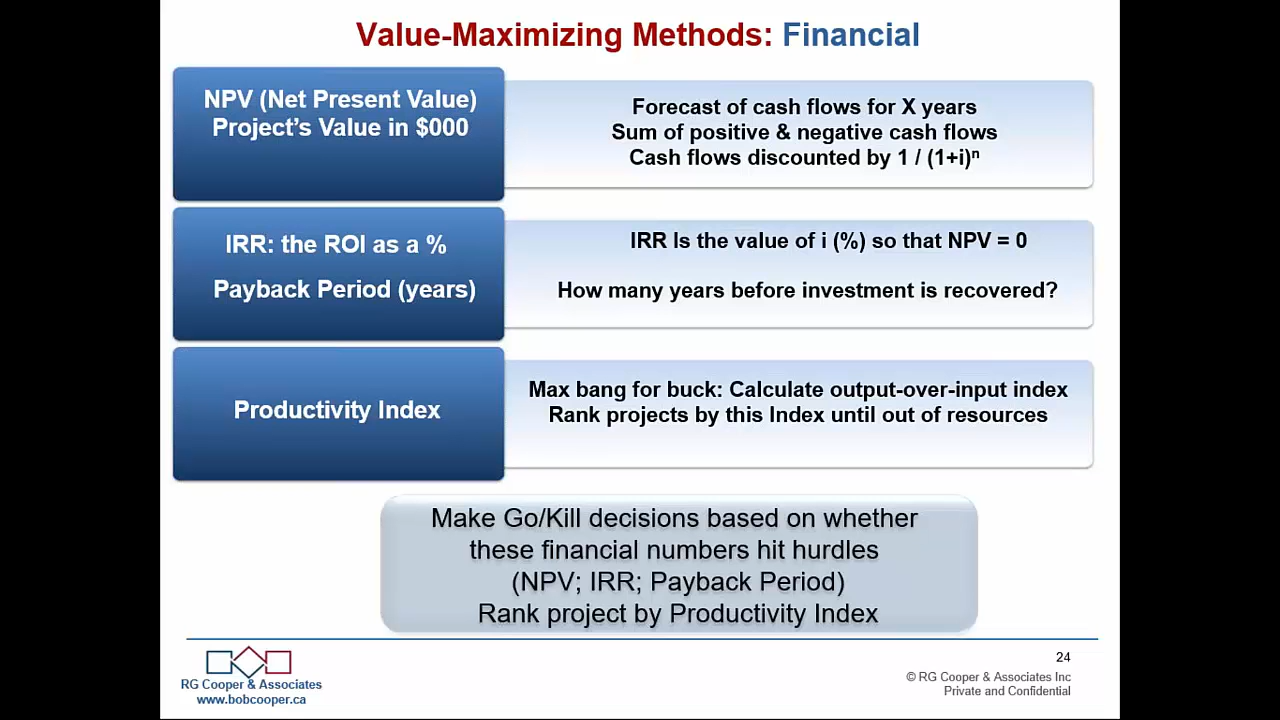 Value-Maximizing Methods: Financial
NPV (Net Present Value)
Project's Value in $000
Forecast of cash flows for X years
Sum of positive & negative cash flows
Cash flows discounted by 1 / (1+i)ⁿ
IRR: the ROI as a %
Payback Period (years)
IRR Is the value of i (%) so that NPV = 0
How many years before investment is recovered?
Productivity Index
Max bang for buck: Calculate output-over-input index
Rank projects by this Index until out of resources
Make Go/Kill decisions based on whether
these financial numbers hit hurdles
(NPV; IRR; Payback Period)
Rank project by Productivity Index
RG Cooper & Associates
www.bobcooper.ca
24
© RG Cooper & Associates Inc
Private and Confidential